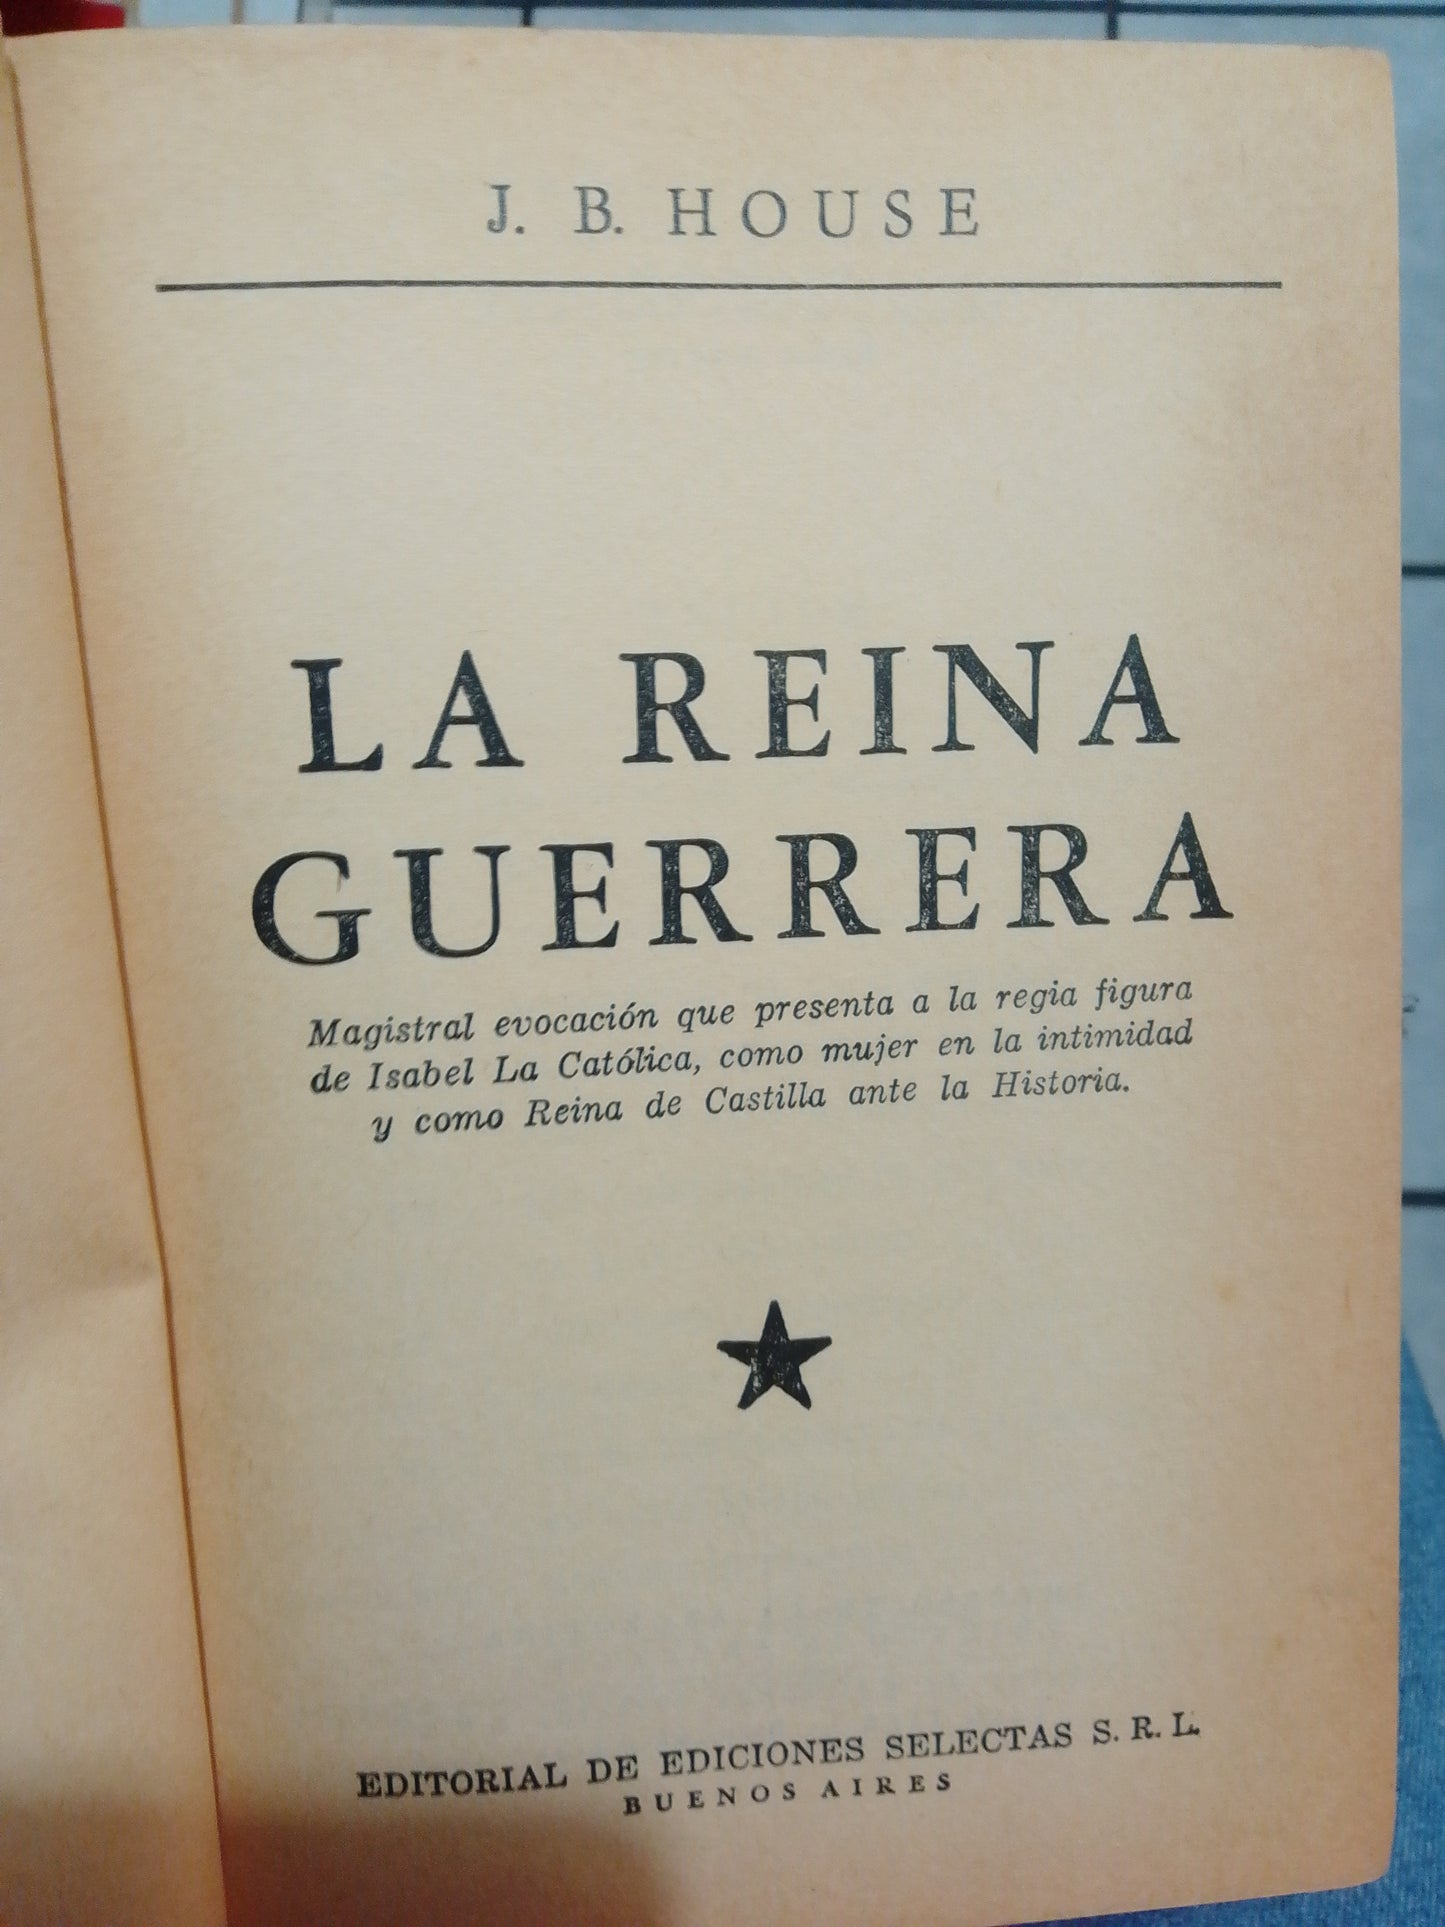 J. B. HOUSE
LA REINA
GUERRERA
Magistral evocación que presenta a la regia figura
de Isabel La Católica, como mujer en la intimidad
y como Reina de Castilla ante la Historia.
EDITORIAL DE EDICIONES SELECTAS S. R. L.
BUENOS AIRES